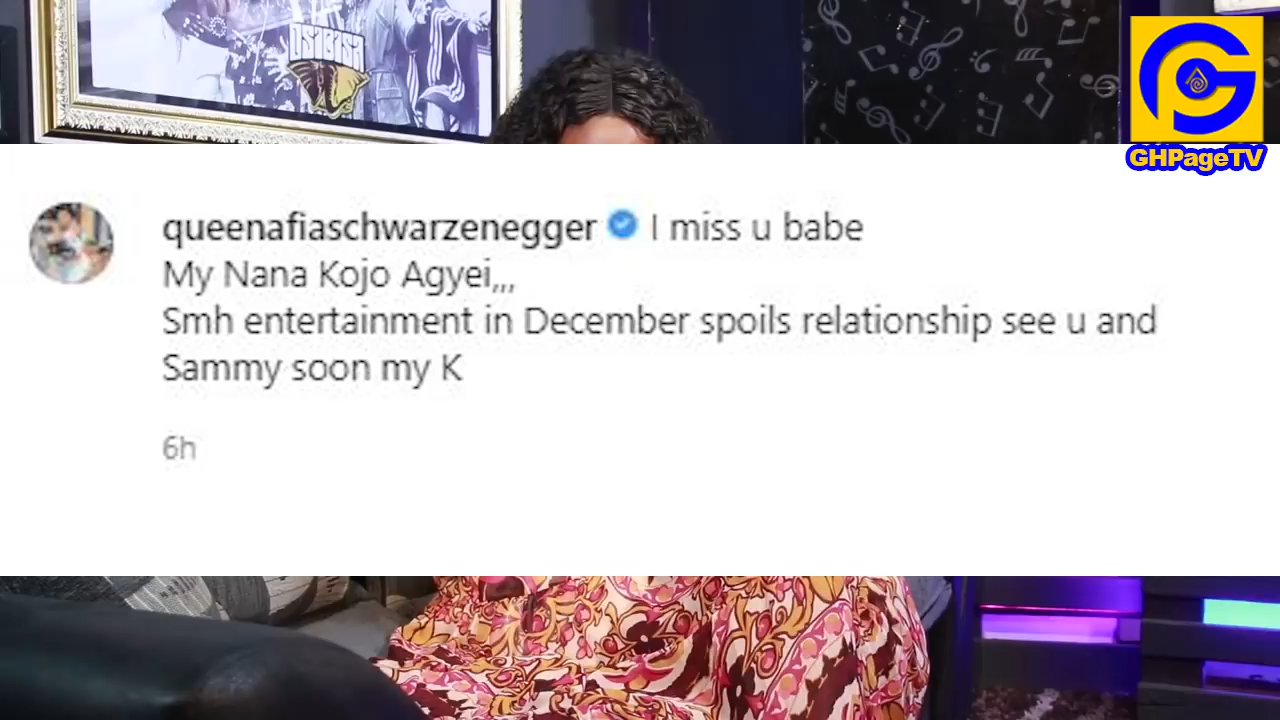 OSIBISA
GHPageTV
queenafiaschwarzenegger I miss u babe
My Nana Kojo Agyei,,,
Smh entertainment in December spoils relationship see u and
Sammy soon my K
6h